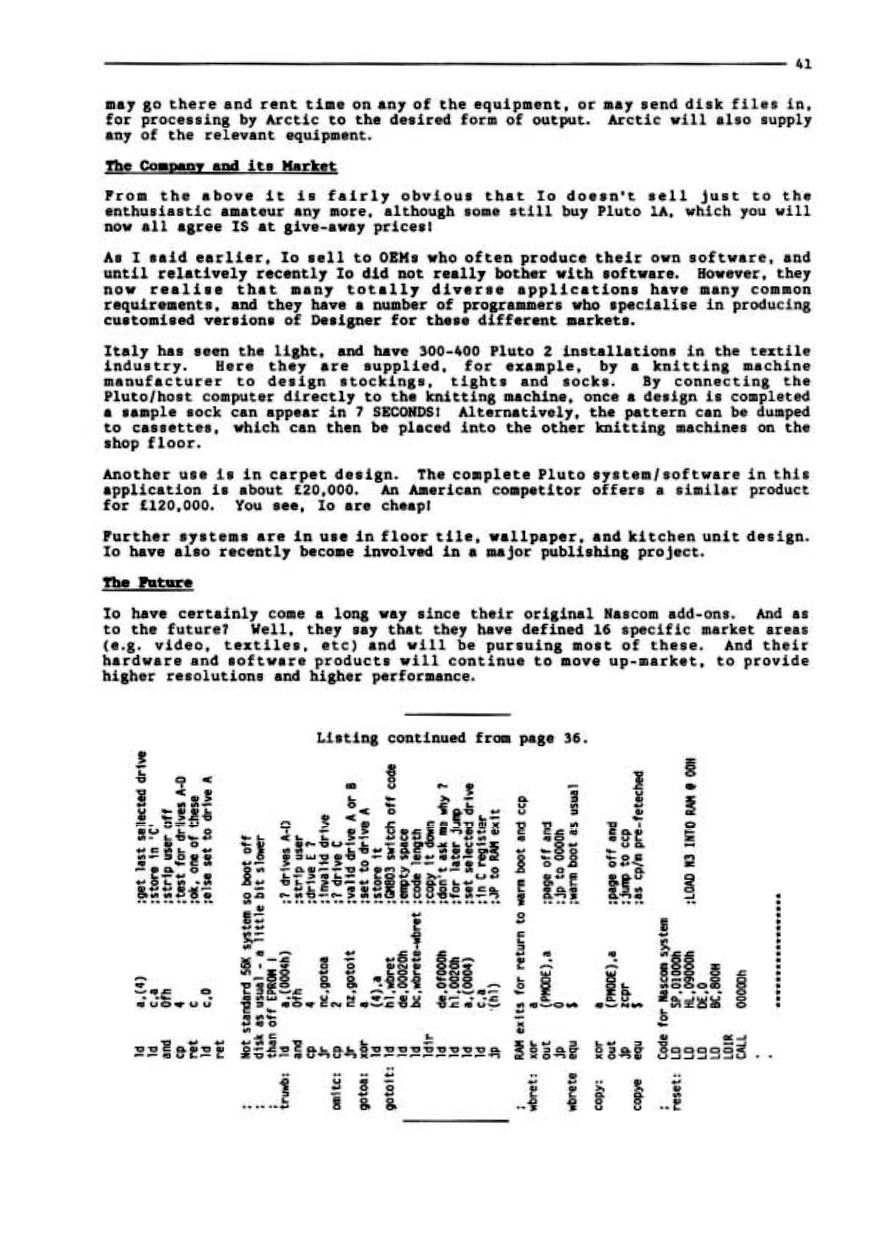 41
may go there and rent time on any of the equipment, or may send disk files in,
for processing by Arctic to the desired form of output. Arctic will also supply
any of the relevant equipment.
The Company and its Market
From the above it is fairly obvious that Io doesn't sell just to the
enthusiastic amateur any more, although some still buy Pluto 1A, which you will
now all agree IS at give-away prices!
As I said earlier, Io sell to OEMs who often produce their own software, and
until relatively recently Io did not really bother with software. However, they
now realise that many totally diverse applications have many common
requirements, and they have a number of programmers who specialise in producing
customised versions of Designer for these different markets.
Italy has seen the light, and have 300-400 Pluto 2 installations in the textile
industry. Here they are supplied, for example, by a knitting machine
manufacturer to design stockings, tights and socks. By connecting the
Pluto/host computer directly to the knitting machine, once a design is completed
a sample sock can appear in 7 SECONDS! Alternatively, the pattern can be dumped
to cassettes, which can then be placed into the other knitting machines on the
shop floor.
Another use is in carpet design. The complete Pluto system/software in this
application is about £20,000. An American competitor offers a similar product
for £120,000. You see, Io are cheap!
Further systems are in use in floor tile, wallpaper, and kitchen unit design.
Io have also recently become involved in a major publishing project.
The Future
Io have certainly come a long way since their original Nascom add-ons. And as
to the future? Well, they say that they have defined 16 specific market areas
(e.g. video, textiles, etc) and will be pursuing most of these. And their
hardware and software products will continue to move up-market, to provide
higher resolutions and higher performance.
Listing continued from page 36.
ld a,(4) ;get last selected drive
ld c,a ;store in 'C'
and 0fh ;strip user off
cp 4 ;test for drives A-D
ret c ;ok, one of these
ld c,0 ;else set to drive A
ret
; Not standard 56K system so boot off
; disk as usual - a little bit slower
; than off EPROM !
truwb: ld a,(0004h) ;? drives A-D
and 0fh ;strip user
cp 4 ;drive E ?
jr nc,gotoa ;invalid drive
omitc: cp 2 ;? drive C
jr nz,gotoit ;valid drive A or B
gotoa: xor a ;set to drive A
ld (4),a ;store it
gotoit: ld hl,wbret ;GM803 switch off code
ld de,00020h ;empty space
ld bc,wbrete-wbret ;code length
ldir ;copy it down
ld de,0f000h ;don't ask me why ?
ld hl,0020h ;for later jump
ld a,(0004) ;set selected drive
ld c,a ;in C register
jp (hl) ;JP to RAM exit
; RAM exits for return to warm boot and ccp
wbret: xor a
out (PMODE),a ;page off and
jp 0 ;jb to 0000h
wbrete equ $ ;warm boot as usual
copy: xor a
out (PMODE),a ;page off and
jp zcpr ;jump to ccp
copye equ $ ;as cp/m pre-feteched
; Code for Nascom system
reset: LD SP,01000h
LD HL,09000h ;LOAD N3 INTO RAM @ 00H
LD DE,0
LD BC,800H
LDIR
CALL 0000Dh